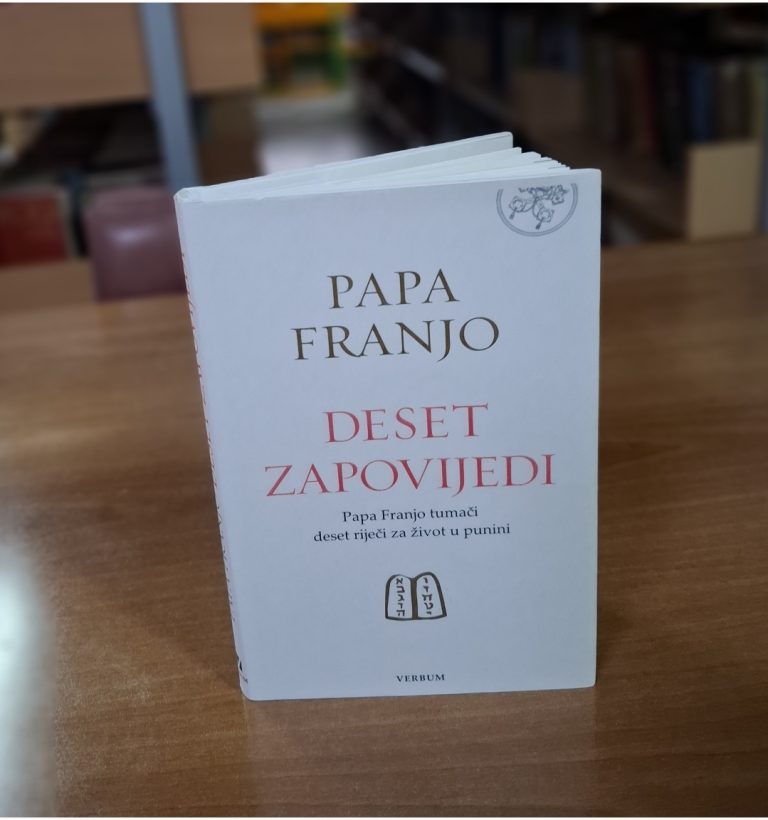 PAPA
FRANJO
DESET
ZAPOVIJEDI
Papa Franjo tumači
deset riječi za život u punini
VERBUM